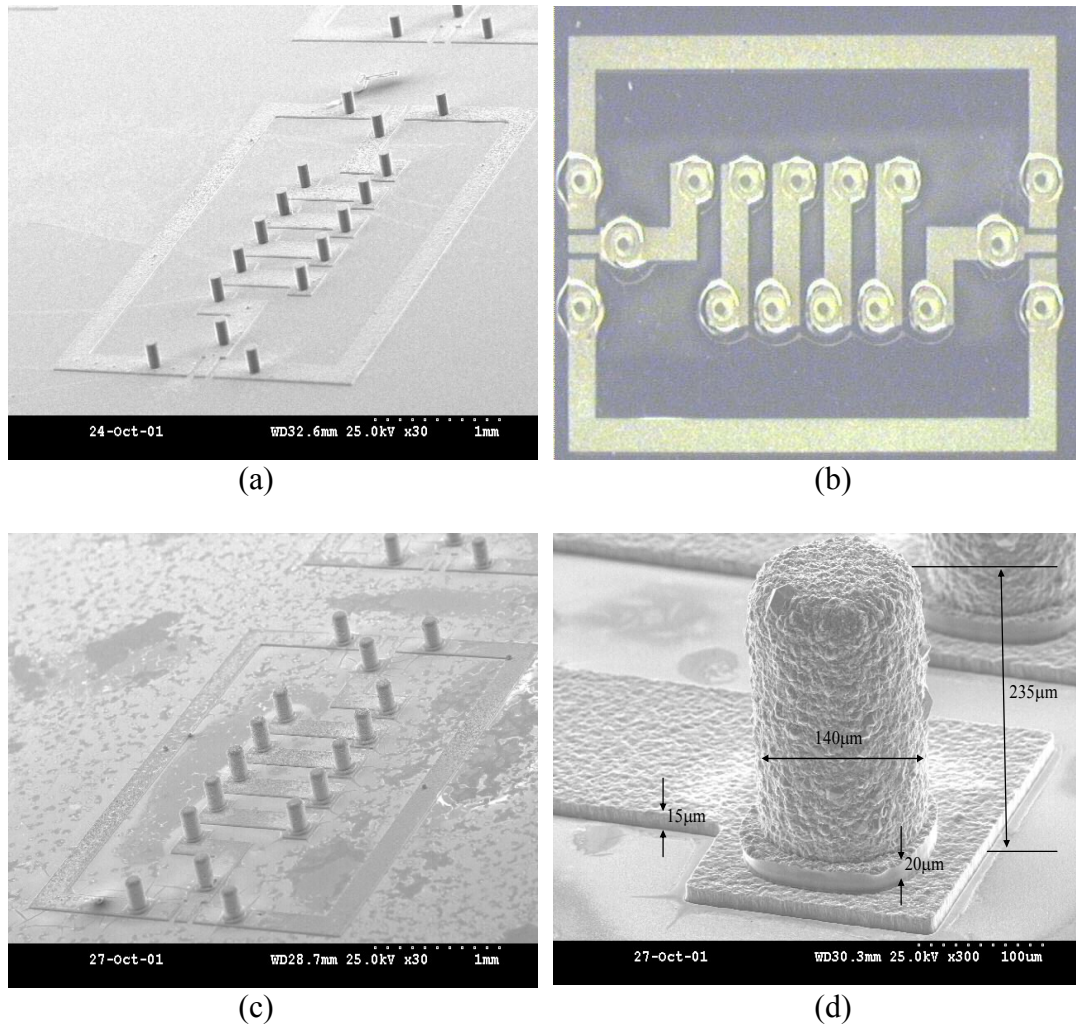 24-Oct-01 WD32.6mm 25.0kV x30 1mm
(a)
(b)
27-Oct-01 WD28.7mm 25.0kV x30 1mm
(c)
235μm
140μm
15μm
20μm
27-Oct-01 WD30.3mm 25.0kV x300 100um
(d)